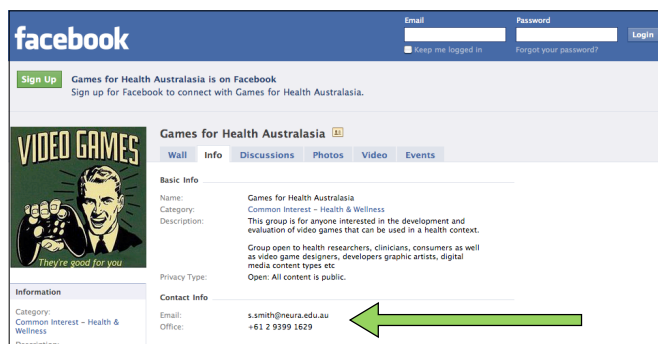 Email Password
facebook
Login
Keep me logged in Forgot your password?
Sign Up
Games for Health Australasia is on Facebook
Sign up for Facebook to connect with Games for Health Australasia.
VIDEO GAMES
They're good for you
Games for Health Australasia
Wall Info Discussions Photos Video Events
Basic Info
Name: Games for Health Australasia
Category: Common Interest – Health & Wellness
Description: This group is for anyone interested in the development and
evaluation of video games that can be used in a health context.
Group open to health researchers, clinicians, consumers as well
as video game designers, developers graphic artists, digital
media content types etc
Privacy Type: Open: All content is public.
Contact Info
Email: s.smith@neura.edu.au
Office: +61 2 9399 1629
Information
Category:
Common Interest – Health &
Wellness